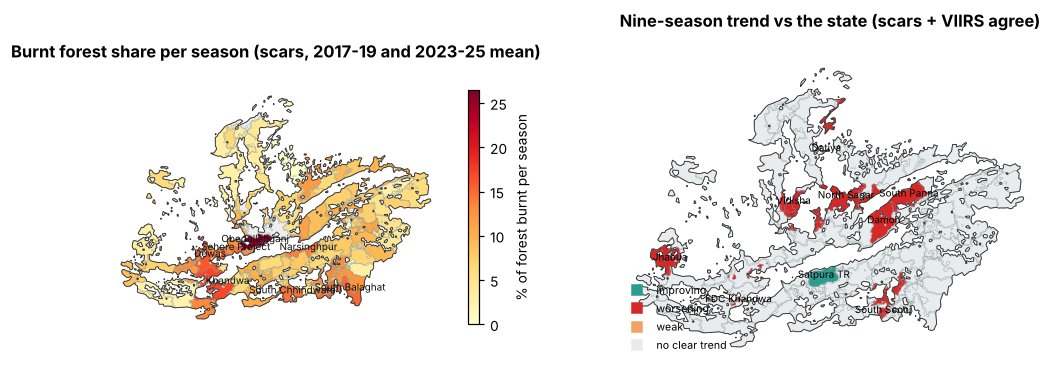 Burnt forest share per season (scars, 2017-19 and 2023-25 mean)
25
20
15
10
5
0
% of forest burnt per season
Sehore Project
Narsinghpur
Dewas
Khandwa
South Balaghat
Nine-season trend vs the state (scars + VIIRS agree)
Datiya
Vidisha
North Sagar
South Panna
Damoh
Jhabua
Satpura TR
FDC Khandwa
South Seoni
improving
worsening
weak
no clear trend